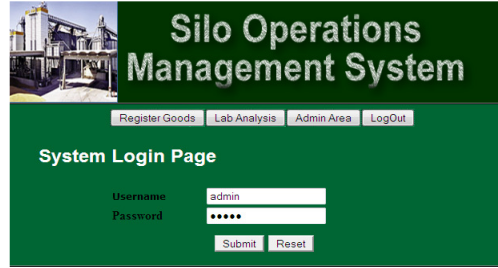 Silo Operations
Management System
Register Goods Lab Analysis Admin Area LogOut
System Login Page
Username admin
Password •••••
Submit Reset